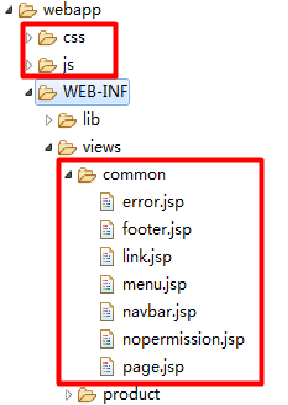 webapp
css
js
WEB-INF
lib
views
common
error.jsp
footer.jsp
link.jsp
menu.jsp
navbar.jsp
nopermission.jsp
page.jsp
product